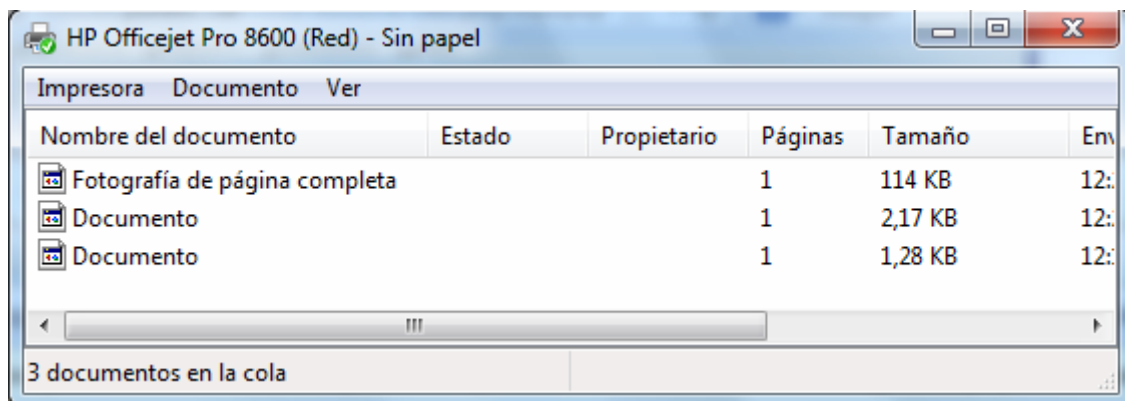 HP Officejet Pro 8600 (Red) - Sin papel
Impresora Documento Ver
Nombre del documento Estado Propietario Páginas Tamaño
Fotografía de página completa 1 114 KB
Documento 1 2,17 KB
Documento 1 1,28 KB
3 documentos en la cola